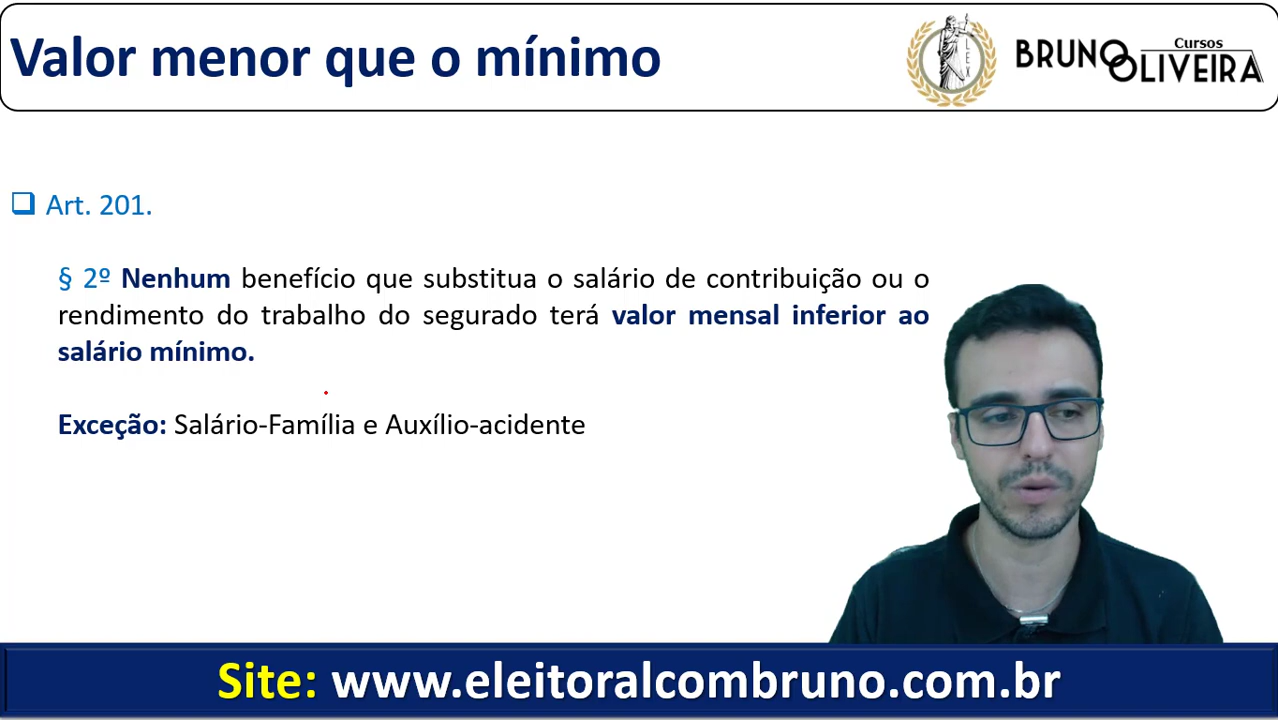 Valor menor que o mínimo
LEX
Cursos
BRUNO OLIVEIRA
Art. 201.
§ 2º Nenhum benefício que substitua o salário de contribuição ou o
rendimento do trabalho do segurado terá valor mensal inferior ao
salário mínimo.
Exceção: Salário-Família e Auxílio-acidente
Site: www.eleitoralcombruno.com.br